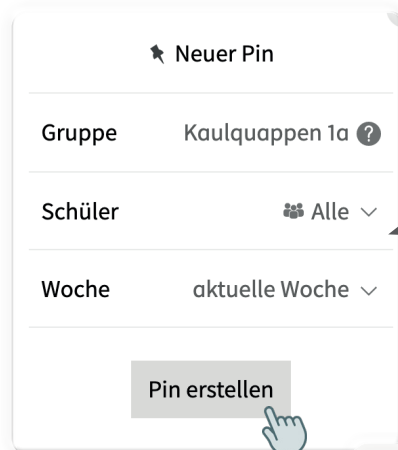 Neuer Pin
Gruppe Kaulquappen 1a ?
Schüler Alle
Woche aktuelle Woche
Pin erstellen